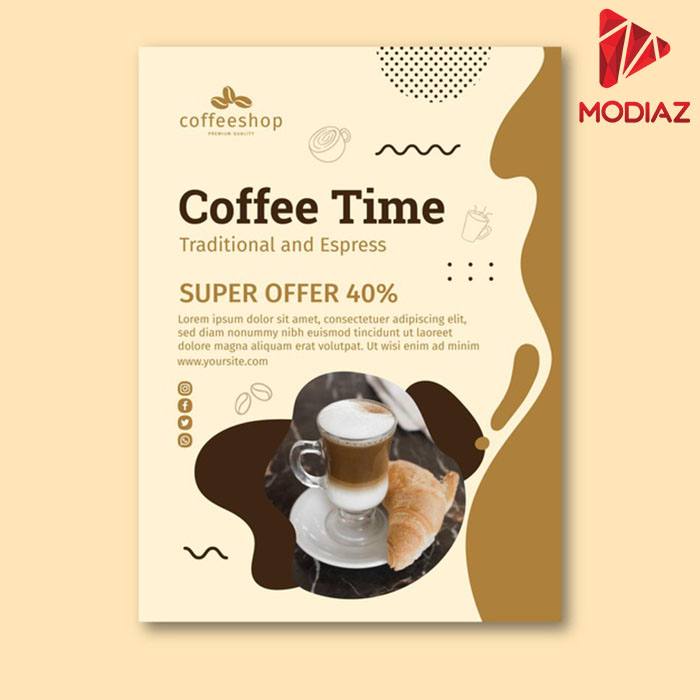 MODIAZ
coffeeshop
PREMIUM QUALITY
Coffee Time
Traditional and Espress
SUPER OFFER 40%
Lorem ipsum dolor sit amet, consectetuer adipiscing elit,
sed diam nonummy nibh euismod tincidunt ut laoreet
dolore magna aliquam erat volutpat. Ut wisi enim ad minim
www.yoursite.com